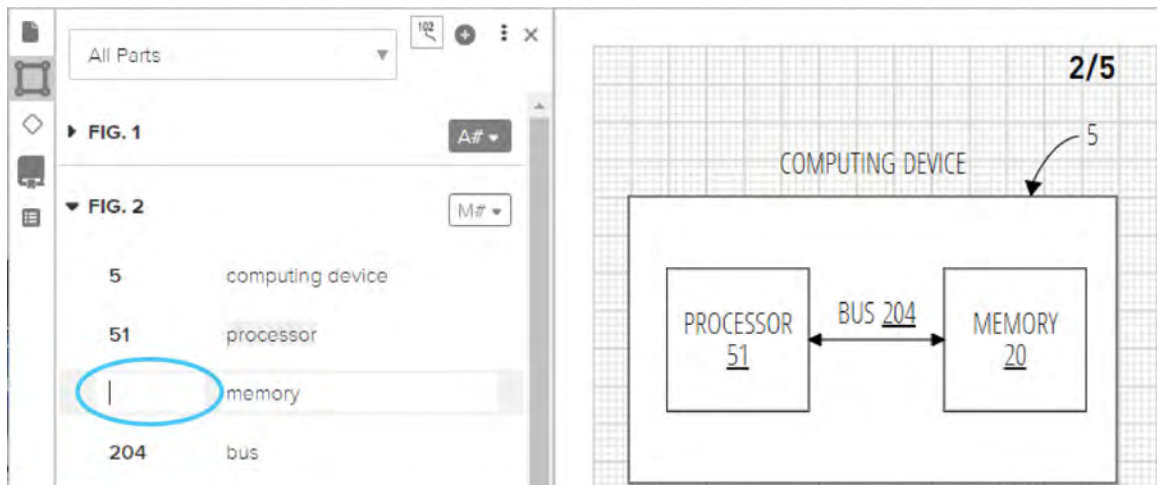 102
All Parts
FIG. 1
A#
FIG. 2
M#
5 computing device
51 processor
memory
204 bus
2/5
5
COMPUTING DEVICE
PROCESSOR
51
BUS 204
MEMORY
20